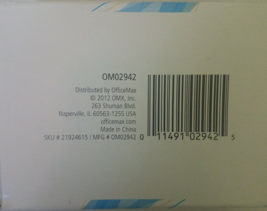 OM02942
Distributed by OfficeMax
© 2012 OMX, Inc.
263 Shuman Blvd.
Naperville, IL 60563-1255 USA
officemax.com
Made in China
SKU # 21924615 / MFG # OM02942
0 11491 02942 5